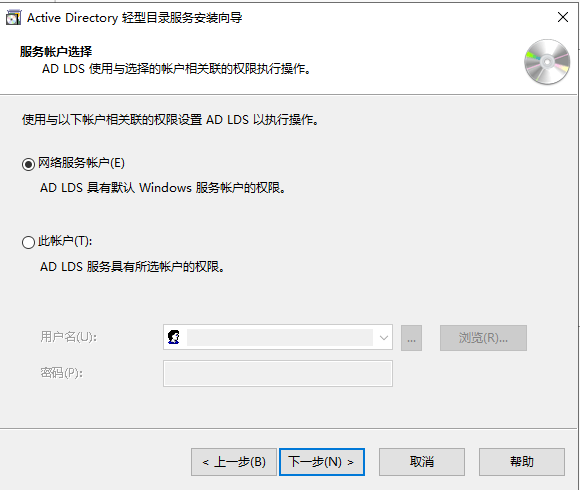 Active Directory 轻型目录服务安装向导
服务帐户选择
AD LDS 使用与选择的帐户相关联的权限执行操作。
使用与以下帐户相关联的权限设置 AD LDS 以执行操作。
网络服务帐户(E)
AD LDS 具有默认 Windows 服务帐户的权限。
此帐户(T):
AD LDS 服务具有所选帐户的权限。
用户名(U):
... 浏览(R)...
密码(P):
< 上一步(B) 下一步(N) > 取消 帮助